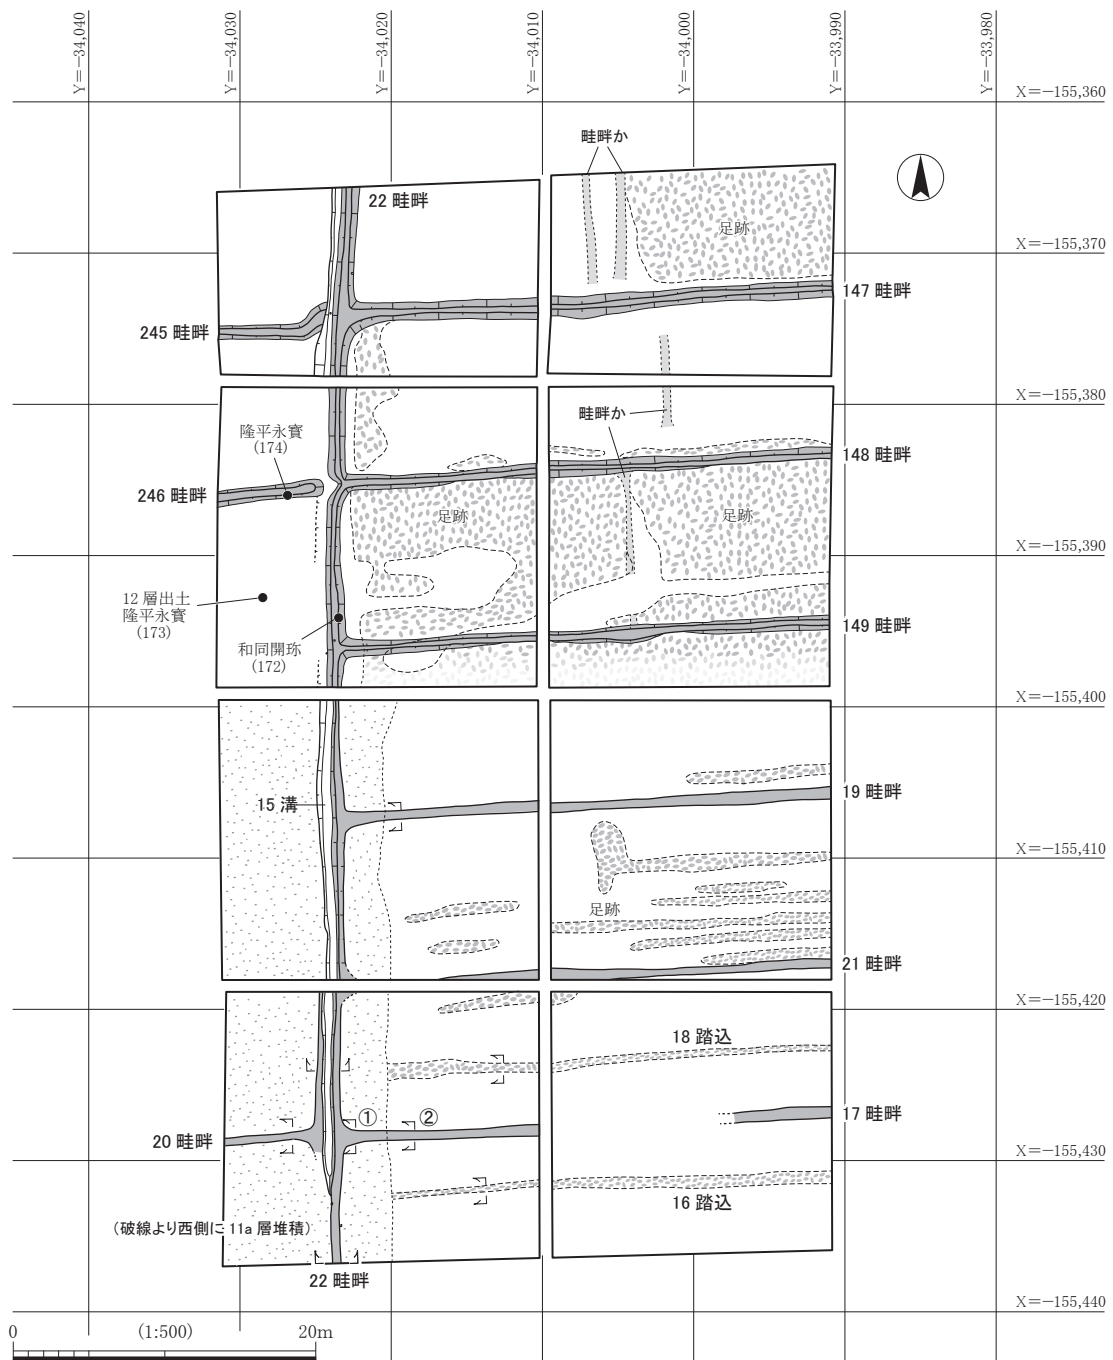 Y=-34,040
Y=-34,030
Y=-34,020
Y=-34,010
Y=-34,000
Y=-33,990
Y=-33,980
X=-155,360
畦畔か
22 畦畔
足跡
X=-155,370
147 畦畔
245 畦畔
X=-155,380
隆平永寳
(174)
畦畔か
148 畦畔
246 畦畔
足跡
足跡
X=-155,390
12 層出土
隆平永寳
(173)
和同開珎
(172)
149 畦畔
X=-155,400
15 溝
19 畦畔
X=-155,410
足跡
21 畦畔
X=-155,420
18 踏込
①
②
20 畦畔
17 畦畔
X=-155,430
16 踏込
(破線より西側に 11a 層堆積)
22 畦畔
X=-155,440
0
(1:500)
20m